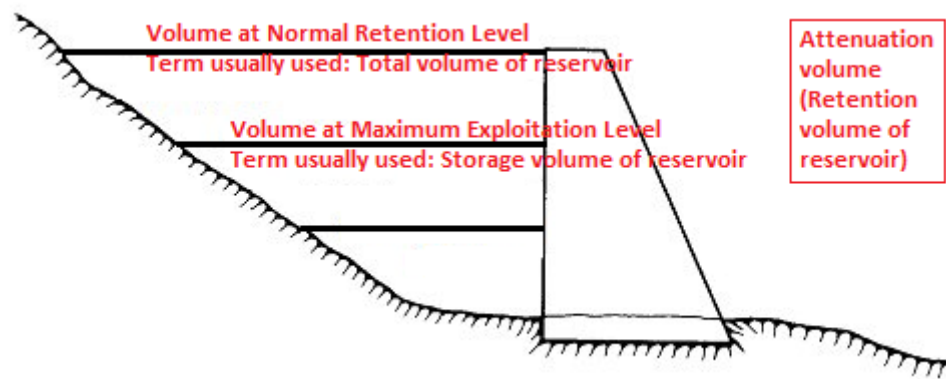 Volume at Normal Retention Level
Term usually used: Total volume of reservoir
Volume at Maximum Exploitation Level
Term usually used: Storage volume of reservoir
Attenuation
volume
(Retention
volume of
reservoir)